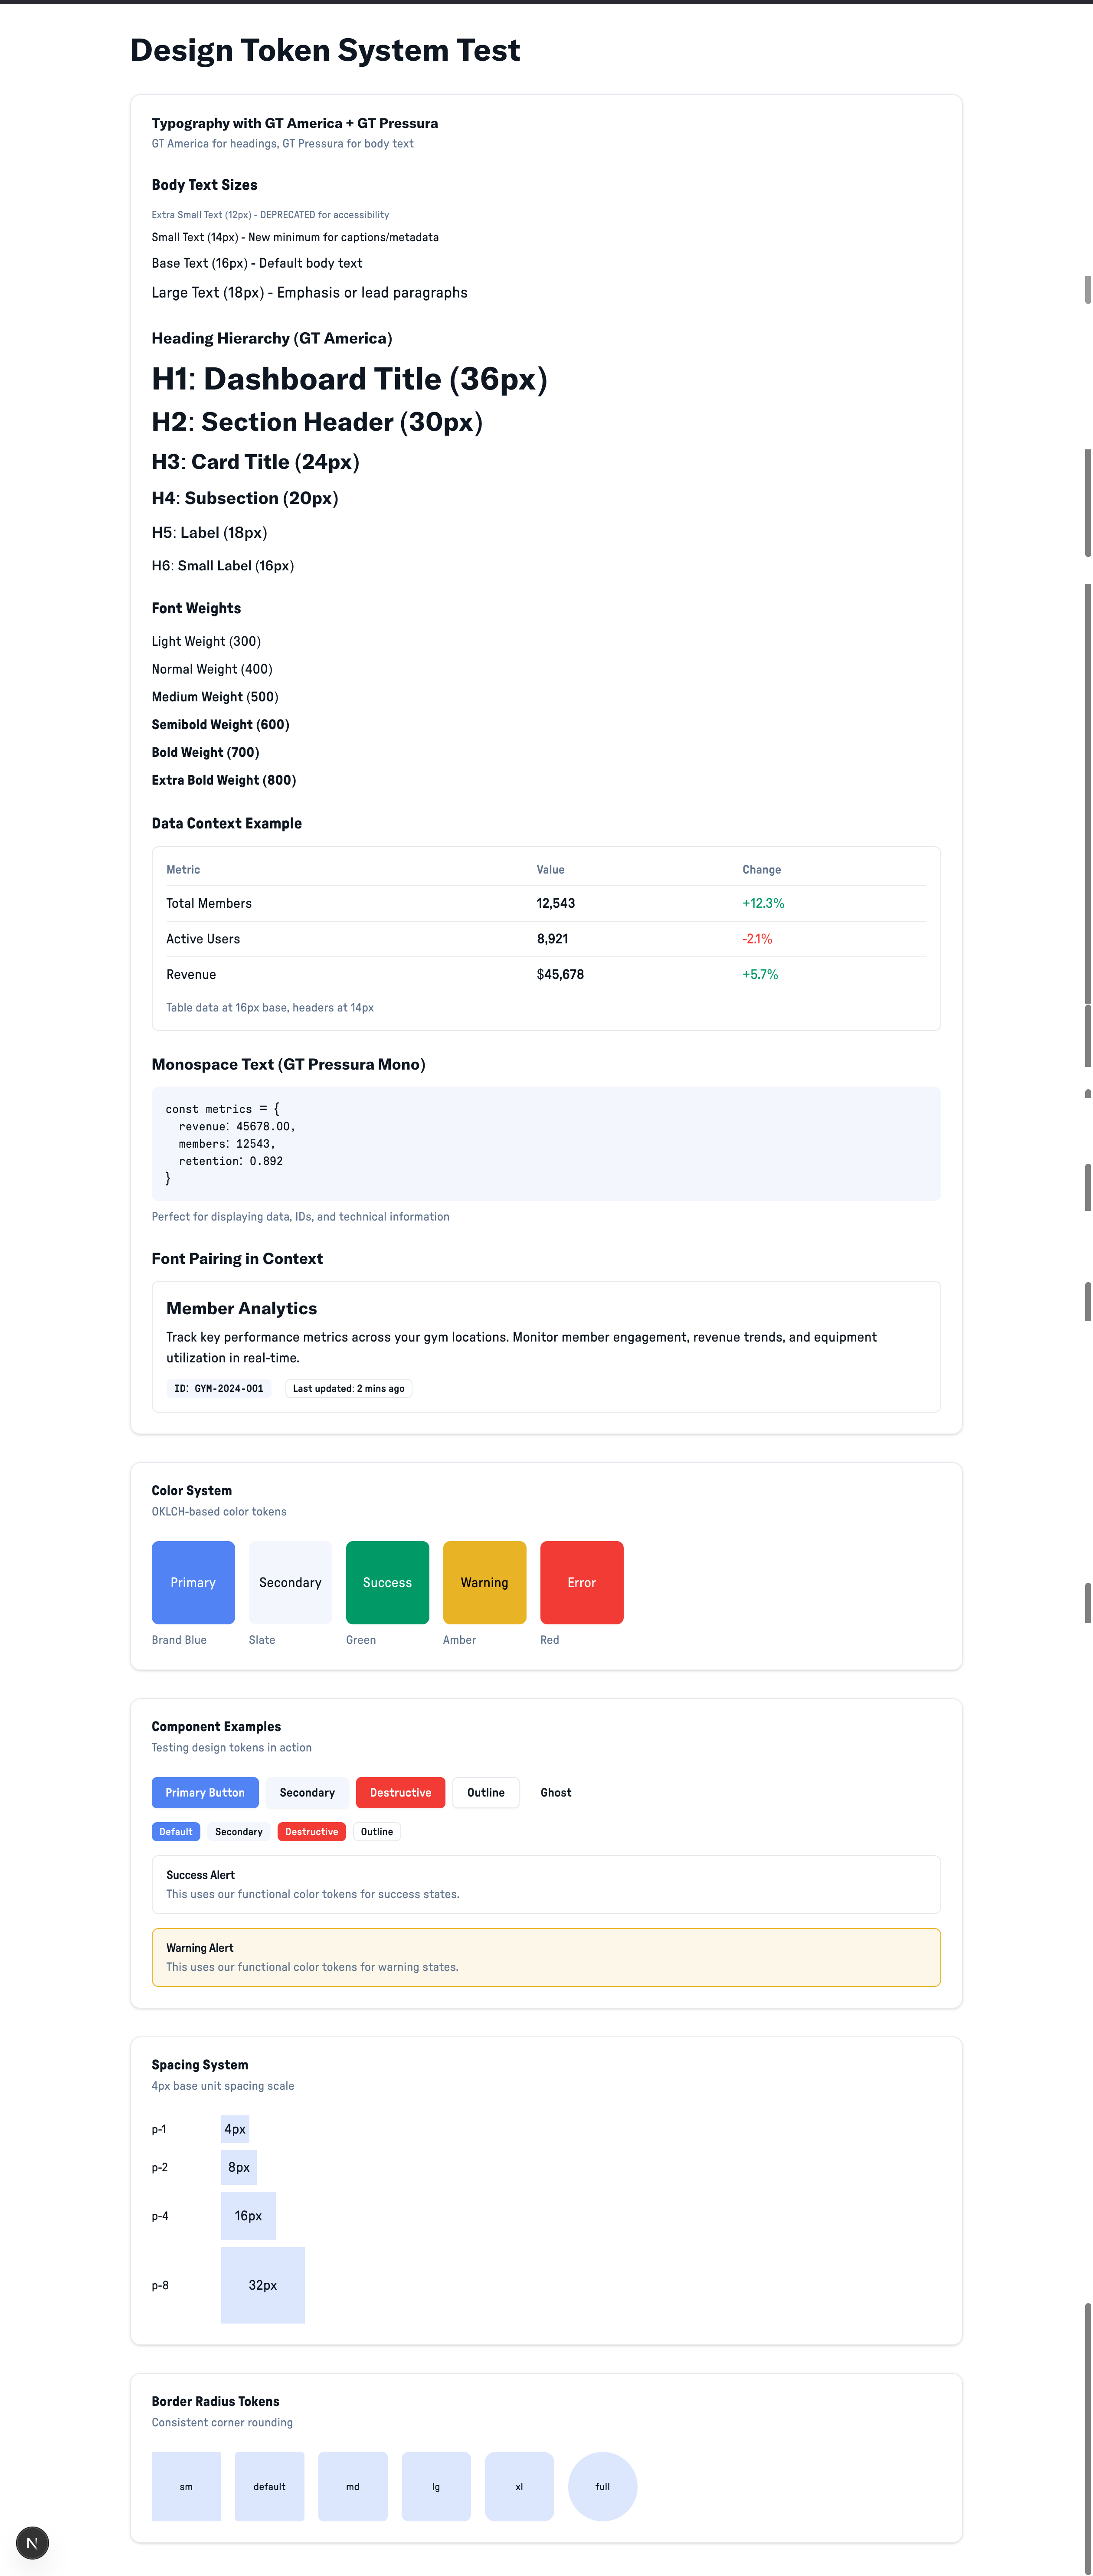 Design Token System Test
Typography with GT America + GT Pressura
GT America for headings, GT Pressura for body text
Body Text Sizes
Extra Small Text (12px) - DEPRECATED for accessibility
Small Text (14px) - New minimum for captions/metadata
Base Text (16px) - Default body text
Large Text (18px) - Emphasis or lead paragraphs
Heading Hierarchy (GT America)
H1: Dashboard Title (36px)
H2: Section Header (30px)
H3: Card Title (24px)
H4: Subsection (20px)
H5: Label (18px)
H6: Small Label (16px)
Font Weights
Light Weight (300)
Normal Weight (400)
Medium Weight (500)
Semibold Weight (600)
Bold Weight (700)
Extra Bold Weight (800)
Data Context Example
Metric Value Change
Total Members 12,543 +12.3%
Active Users 8,921 -2.1%
Revenue $45,678 +5.7%
Table data at 16px base, headers at 14px
Monospace Text (GT Pressura Mono)
const metrics = {
revenue: 45678.00,
members: 12543,
retention: 0.892
}
Perfect for displaying data, IDs, and technical information
Font Pairing in Context
Member Analytics
Track key performance metrics across your gym locations. Monitor member engagement, revenue trends, and equipment
utilization in real-time.
ID: GYM-2024-001 Last updated: 2 mins ago
Color System
OKLCH-based color tokens
Primary Secondary Success Warning Error
Brand Blue Slate Green Amber Red
Component Examples
Testing design tokens in action
Primary Button Secondary Destructive Outline Ghost
Default Secondary Destructive Outline
Success Alert
This uses our functional color tokens for success states.
Warning Alert
This uses our functional color tokens for warning states.
Spacing System
4px base unit spacing scale
p-1 4px
p-2 8px
p-4 16px
p-8 32px
Border Radius Tokens
Consistent corner rounding
sm default md lg xl full
N